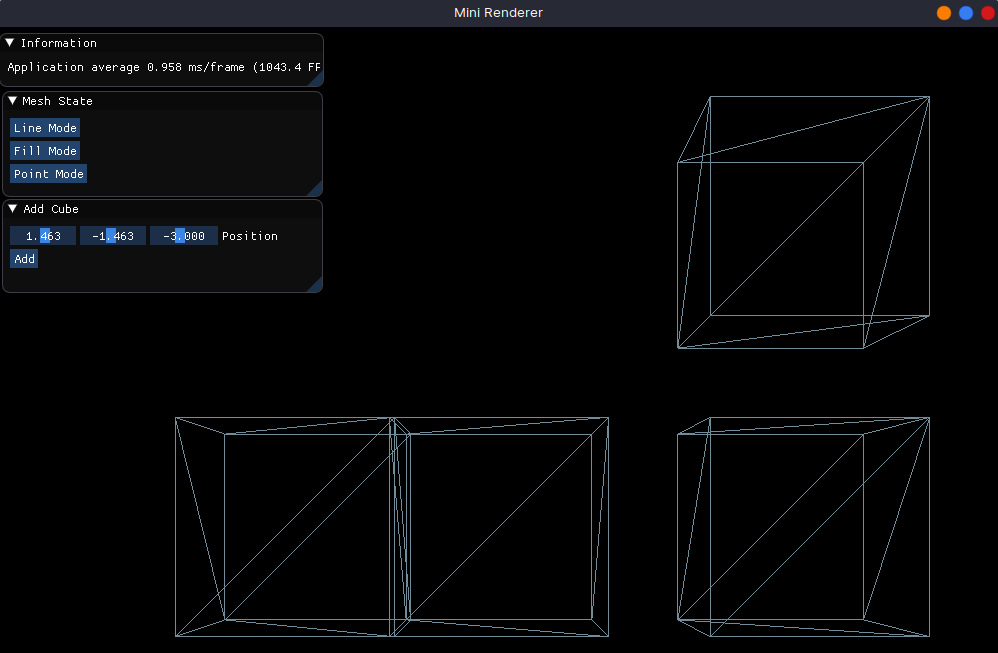 Mini Renderer
Information
Application average 0.958 ms/frame (1043.4 FP
Mesh State
Line Mode
Fill Mode
Point Mode
Add Cube
1.463 -1.463 -3.000 Position
Add